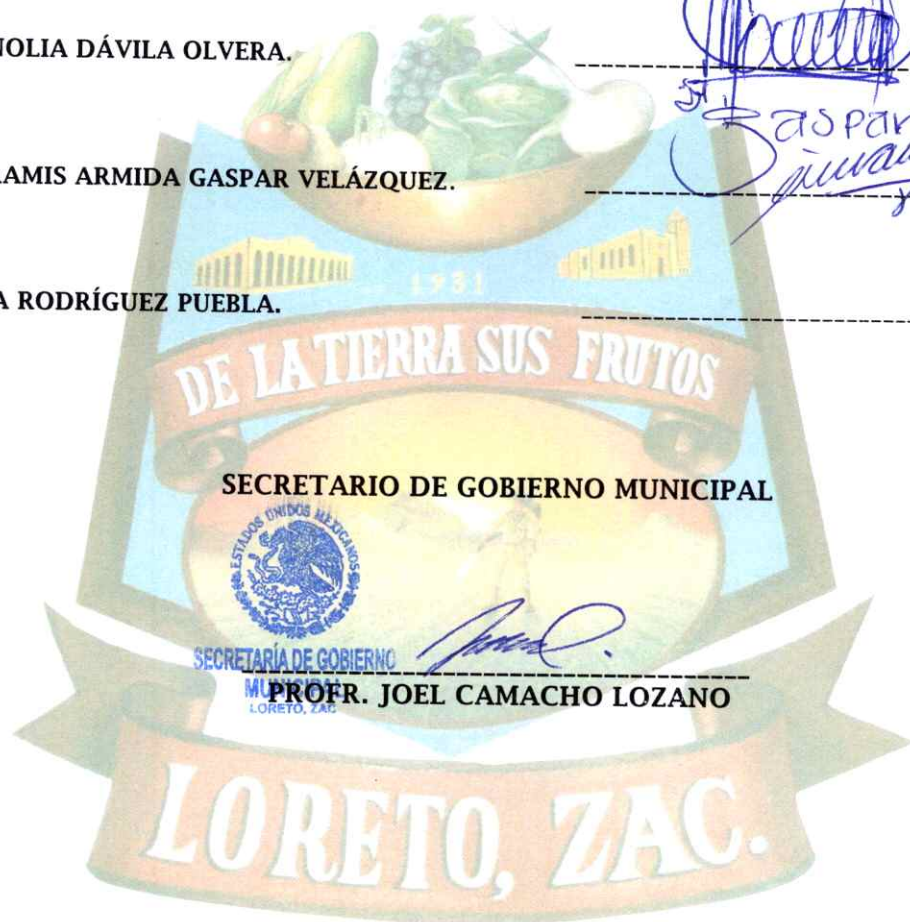 NOLIA DÁVILA OLVERA.
RAMIS ARMIDA GASPAR VELÁZQUEZ.
Gaspar
1931
A RODRÍGUEZ PUEBLA.
DE LA TIERRA SUS FRUTOS
SECRETARIO DE GOBIERNO MUNICIPAL
ESTADOS UNIDOS MEXICANOS
SECRETARÍA DE GOBIERNO
MUNICIPAL
LORETO, ZAC
PROFR. JOEL CAMACHO LOZANO
LORETO, ZAC.